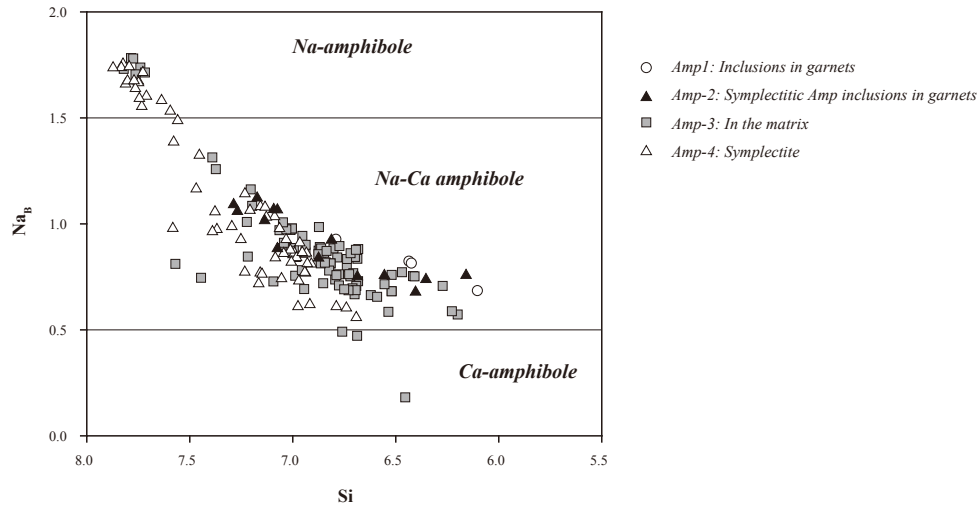 2.0
1.5
1.0
0.5
0.0
Na_B
8.0 7.5 7.0 6.5 6.0 5.5
Si
Na-amphibole
Na-Ca amphibole
Ca-amphibole
Amp1: Inclusions in garnets
Amp-2: Symplectitic Amp inclusions in garnets
Amp-3: In the matrix
Amp-4: Symplectite